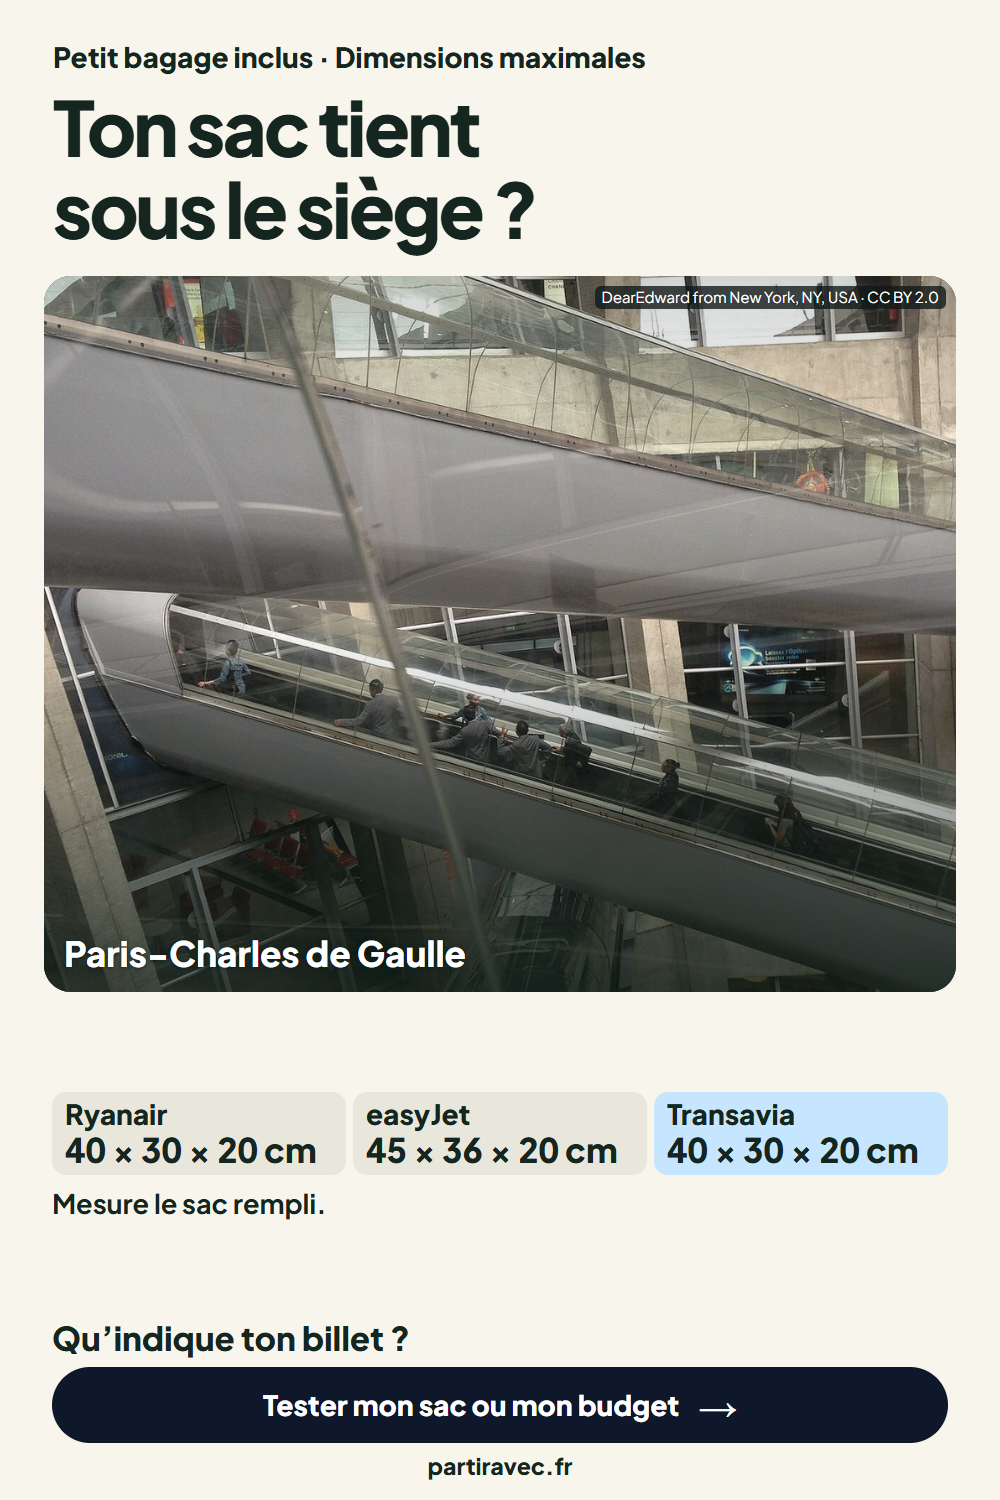 Petit bagage inclus · Dimensions maximales
Ton sac tient
sous le siège ?
DearEdward from New York, NY, USA · CC BY 2.0
Paris–Charles de Gaulle
Ryanair
40 × 30 × 20 cm
easyJet
45 × 36 × 20 cm
Transavia
40 × 30 × 20 cm
Mesure le sac rempli.
Qu’indique ton billet ?
Tester mon sac ou mon budget →
partiravec.fr